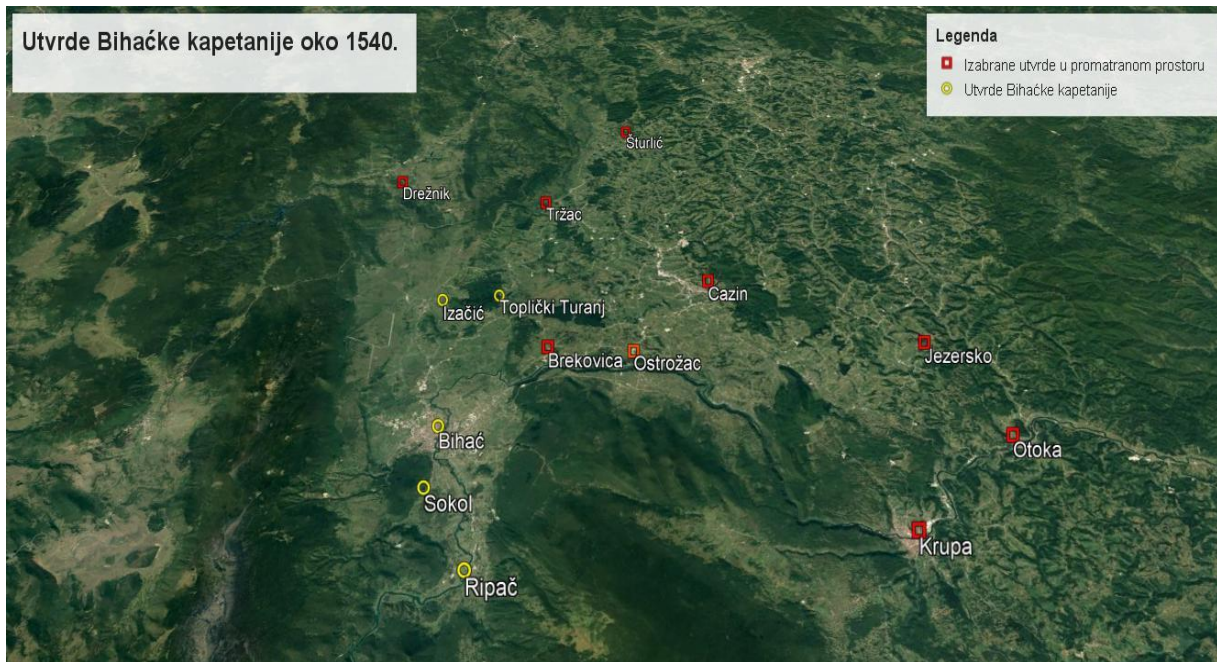 Utvrde Bihaćke kapetanije oko 1540.
Legenda
Izabrane utvrde u promatranom prostoru
Utvrde Bihaćke kapetanije
Šturlić
Drežnik
Tržac
Cazin
Izačić
Toplički Turanj
Brekovica
Ostrožac
Jezersko
Bihać
Otoka
Sokol
Krupa
Ripač